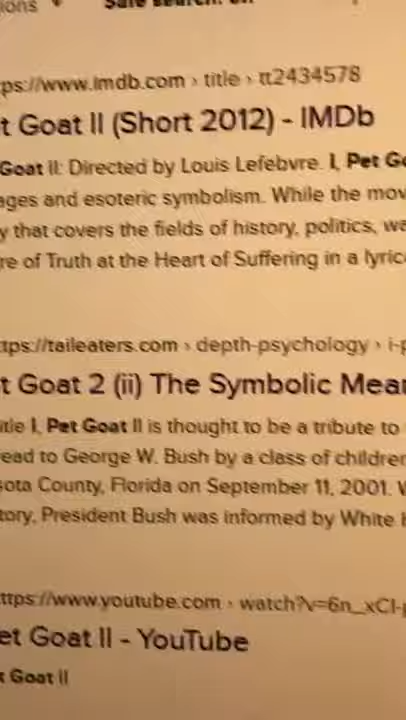 ions
Safe search:
ps://www.imdb.com › title › tt2434578
t Goat II (Short 2012) - IMDb
Goat II: Directed by Louis Lefebvre. I, Pet Go
ages and esoteric symbolism. While the mov
y that covers the fields of history, politics, wa
re of Truth at the Heart of Suffering in a lyric
tps://taileaters.com › depth-psychology › i-p
t Goat 2 (ii) The Symbolic Mear
itle I, Pet Goat II is thought to be a tribute to
ead to George W. Bush by a class of children
sota County, Florida on September 11, 2001. W
tory, President Bush was informed by White H
ttps://www.youtube.com › watch?v=6n_xCI-p
et Goat II - YouTube
t Goat II